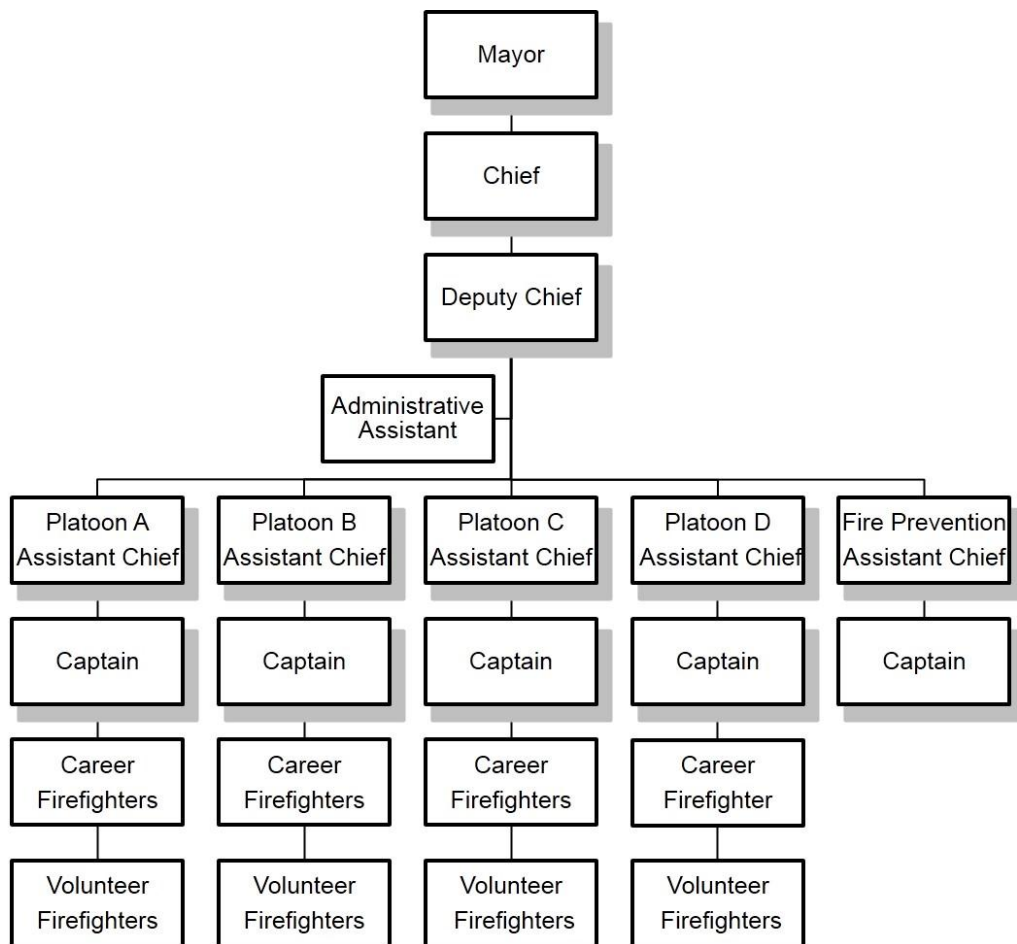 Mayor
Chief
Deputy Chief
Administrative
Assistant
Platoon A
Assistant Chief
Platoon B
Assistant Chief
Platoon C
Assistant Chief
Platoon D
Assistant Chief
Fire Prevention
Assistant Chief
Captain
Captain
Captain
Captain
Captain
Career
Firefighters
Career
Firefighters
Career
Firefighters
Career
Firefighter
Volunteer
Firefighters
Volunteer
Firefighters
Volunteer
Firefighters
Volunteer
Firefighters